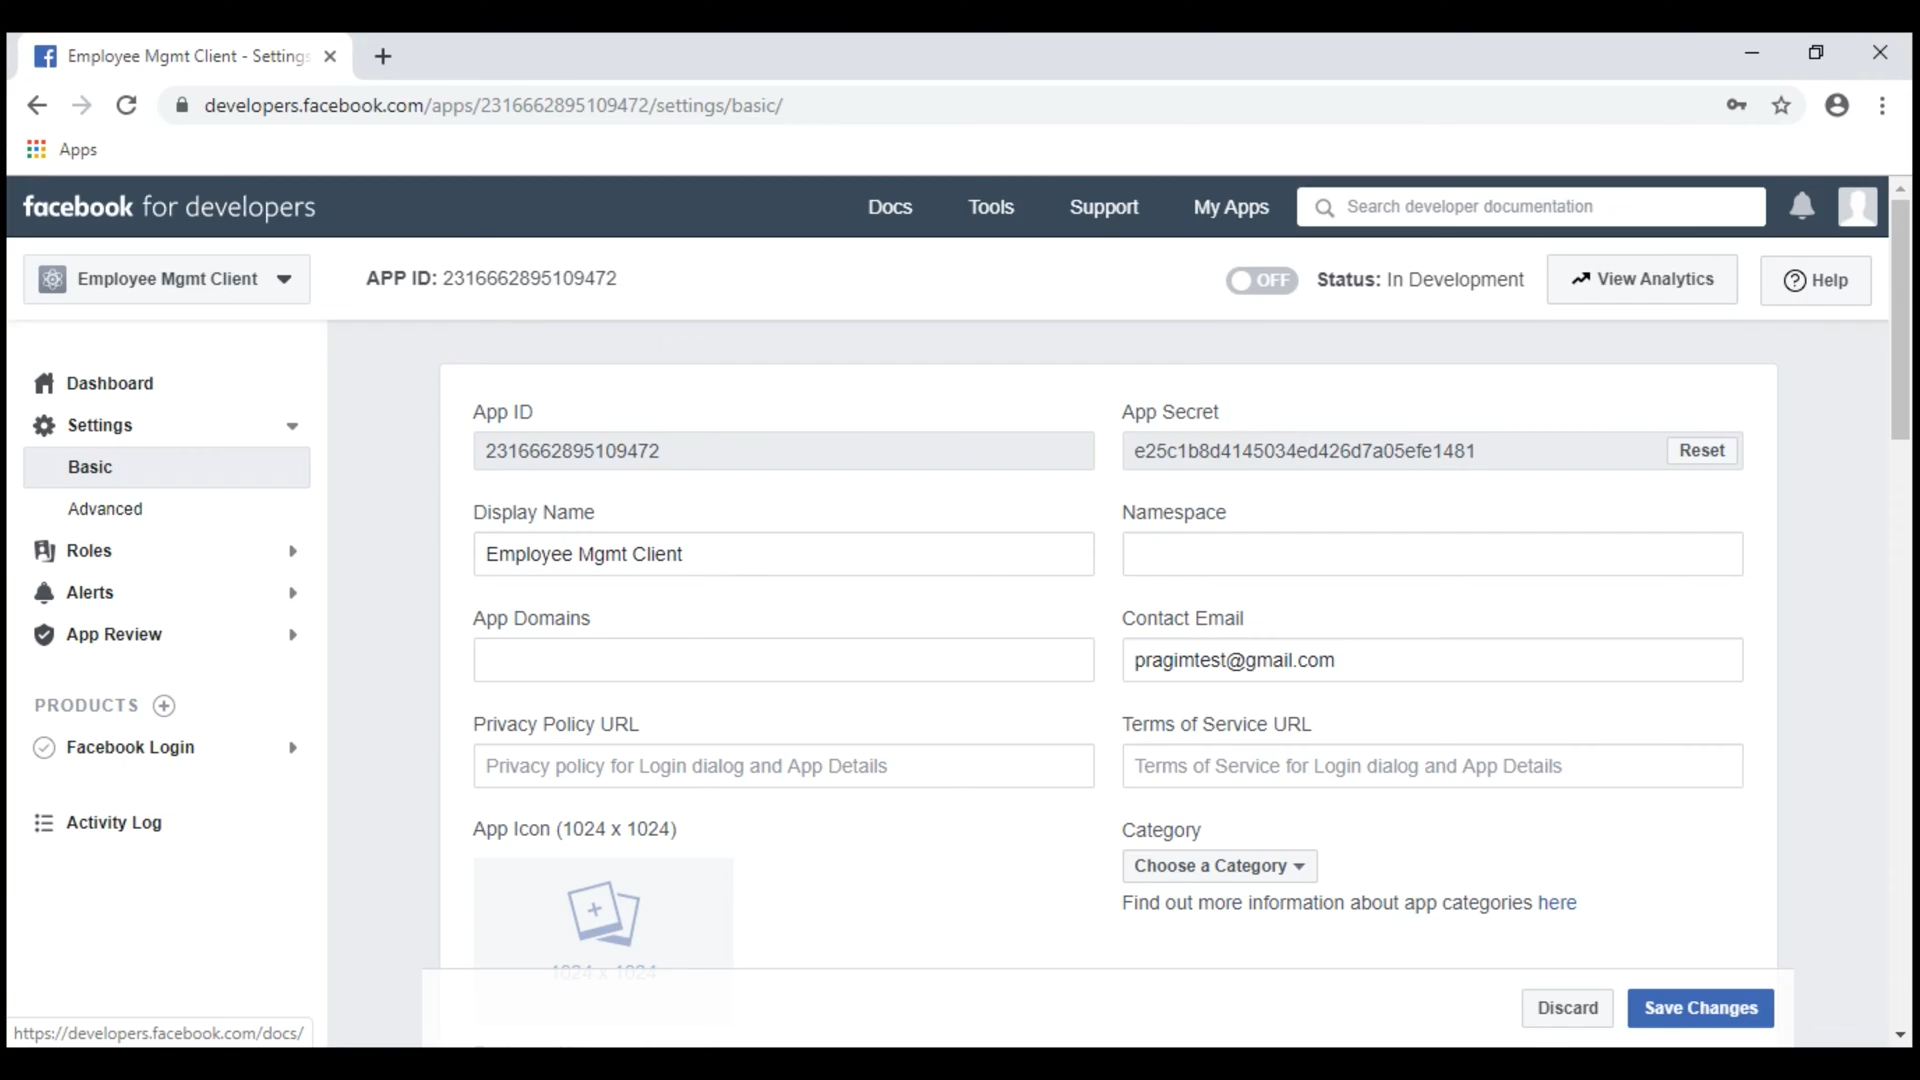 Employee Mgmt Client - Settings
developers.facebook.com/apps/2316662895109472/settings/basic/
Apps
facebook for developers
Docs
Tools
Support
My Apps
Search developer documentation
Employee Mgmt Client
APP ID: 2316662895109472
OFF
Status: In Development
View Analytics
Help
Dashboard
Settings
Basic
Advanced
Roles
Alerts
App Review
PRODUCTS
Facebook Login
Activity Log
App ID
2316662895109472
App Secret
e25c1b8d4145034ed426d7a05efe1481
Reset
Display Name
Employee Mgmt Client
Namespace
App Domains
Contact Email
pragimtest@gmail.com
Privacy Policy URL
Privacy policy for Login dialog and App Details
Terms of Service URL
Terms of Service for Login dialog and App Details
App Icon (1024 x 1024)
1024 x 1024
Category
Choose a Category
Find out more information about app categories here
Discard
Save Changes
https://developers.facebook.com/docs/